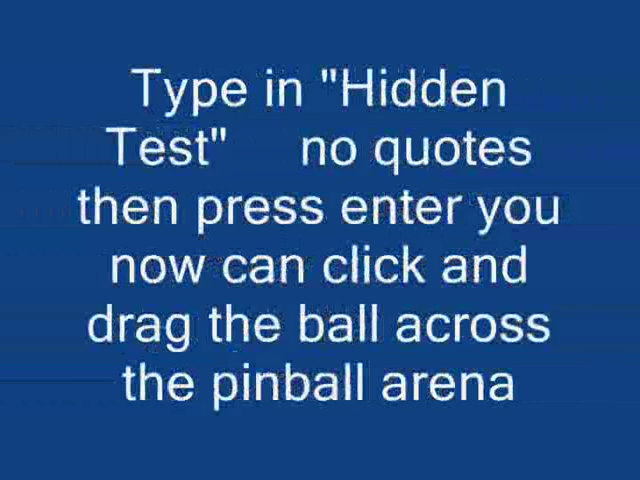 Type in "Hidden
Test" no quotes
then press enter you
now can click and
drag the ball across
the pinball arena